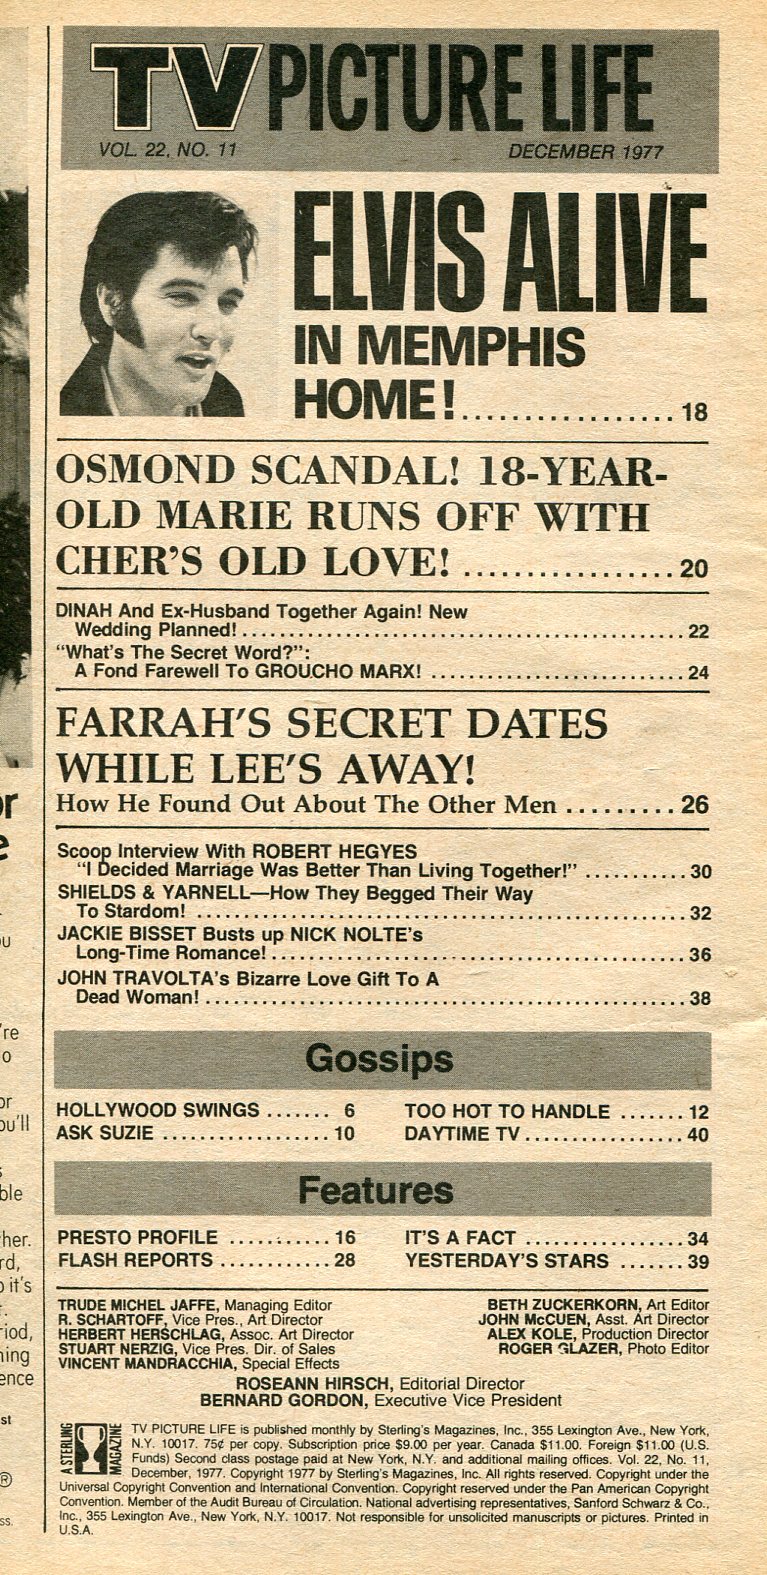 TV PICTURE LIFE
VOL. 22, NO. 11 DECEMBER 1977
ELVIS ALIVE
IN MEMPHIS
HOME!.................18
OSMOND SCANDAL! 18-YEAR-
OLD MARIE RUNS OFF WITH
CHER'S OLD LOVE! .................20
DINAH And Ex-Husband Together Again! New
Wedding Planned!.............................................22
"What's The Secret Word?":
A Fond Farewell To GROUCHO MARX! ..........................24
FARRAH'S SECRET DATES
WHILE LEE'S AWAY!
How He Found Out About The Other Men .........26
Scoop Interview With ROBERT HEGYES
"I Decided Marriage Was Better Than Living Together!" ..........30
SHIELDS & YARNELL—How They Begged Their Way
To Stardom! .................................................32
JACKIE BISSET Busts up NICK NOLTE's
Long-Time Romance!.........................................36
JOHN TRAVOLTA's Bizarre Love Gift To A
Dead Woman!................................................38
Gossips
HOLLYWOOD SWINGS ....... 6
ASK SUZIE .................10
TOO HOT TO HANDLE .......12
DAYTIME TV................40
Features
PRESTO PROFILE ..........16
FLASH REPORTS ...........28
IT'S A FACT ................34
YESTERDAY'S STARS .......39
TRUDE MICHEL JAFFE, Managing Editor
R. SCHARTOFF, Vice Pres., Art Director
HERBERT HERSCHLAG, Assoc. Art Director
STUART NERZIG, Vice Pres. Dir. of Sales
VINCENT MANDRACCHIA, Special Effects
BETH ZUCKERKORN, Art Editor
JOHN McCUEN, Asst. Art Director
ALEX KOLE, Production Director
ROGER GLAZER, Photo Editor
ROSEANN HIRSCH, Editorial Director
BERNARD GORDON, Executive Vice President
A STERLING MAGAZINE
TV PICTURE LIFE is published monthly by Sterling's Magazines, Inc., 355 Lexington Ave., New York,
N.Y. 10017. 75¢ per copy. Subscription price $9.00 per year. Canada $11.00. Foreign $11.00 (U.S.
Funds) Second class postage paid at New York, N.Y. and additional mailing offices. Vol. 22, No. 11,
December, 1977. Copyright 1977 by Sterling's Magazines, Inc. All rights reserved. Copyright under the
Universal Copyright Convention and International Convention. Copyright reserved under the Pan American Copyright
Convention. Member of the Audit Bureau of Circulation. National advertising representatives, Sanford Schwarz & Co.,
Inc., 355 Lexington Ave., New York, N.Y. 10017. Not responsible for unsolicited manuscripts or pictures. Printed in
U.S.A.